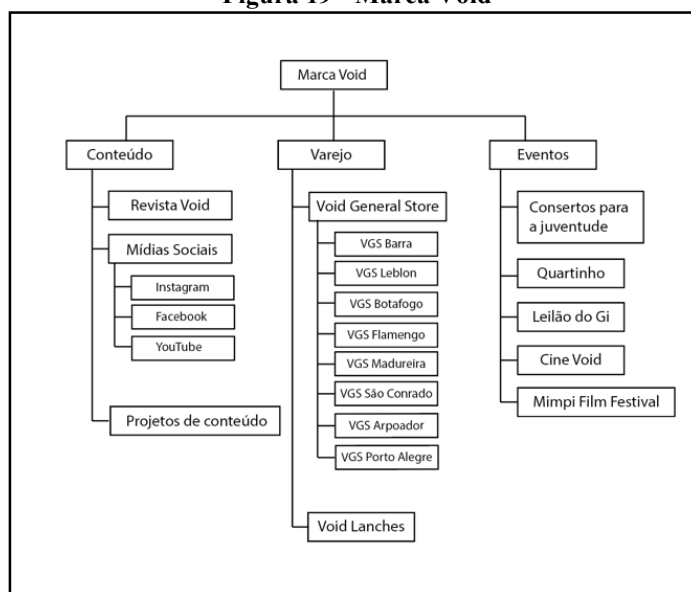 Figura 19 - Marca Void
Marca Void
Conteúdo
Varejo
Eventos
Revista Void
Mídias Sociais
Instagram
Facebook
YouTube
Projetos de conteúdo
Void General Store
VGS Barra
VGS Leblon
VGS Botafogo
VGS Flamengo
VGS Madureira
VGS São Conrado
VGS Arpoador
VGS Porto Alegre
Void Lanches
Consertos para
a juventude
Quartinho
Leilão do Gi
Cine Void
Mimpi Film Festival